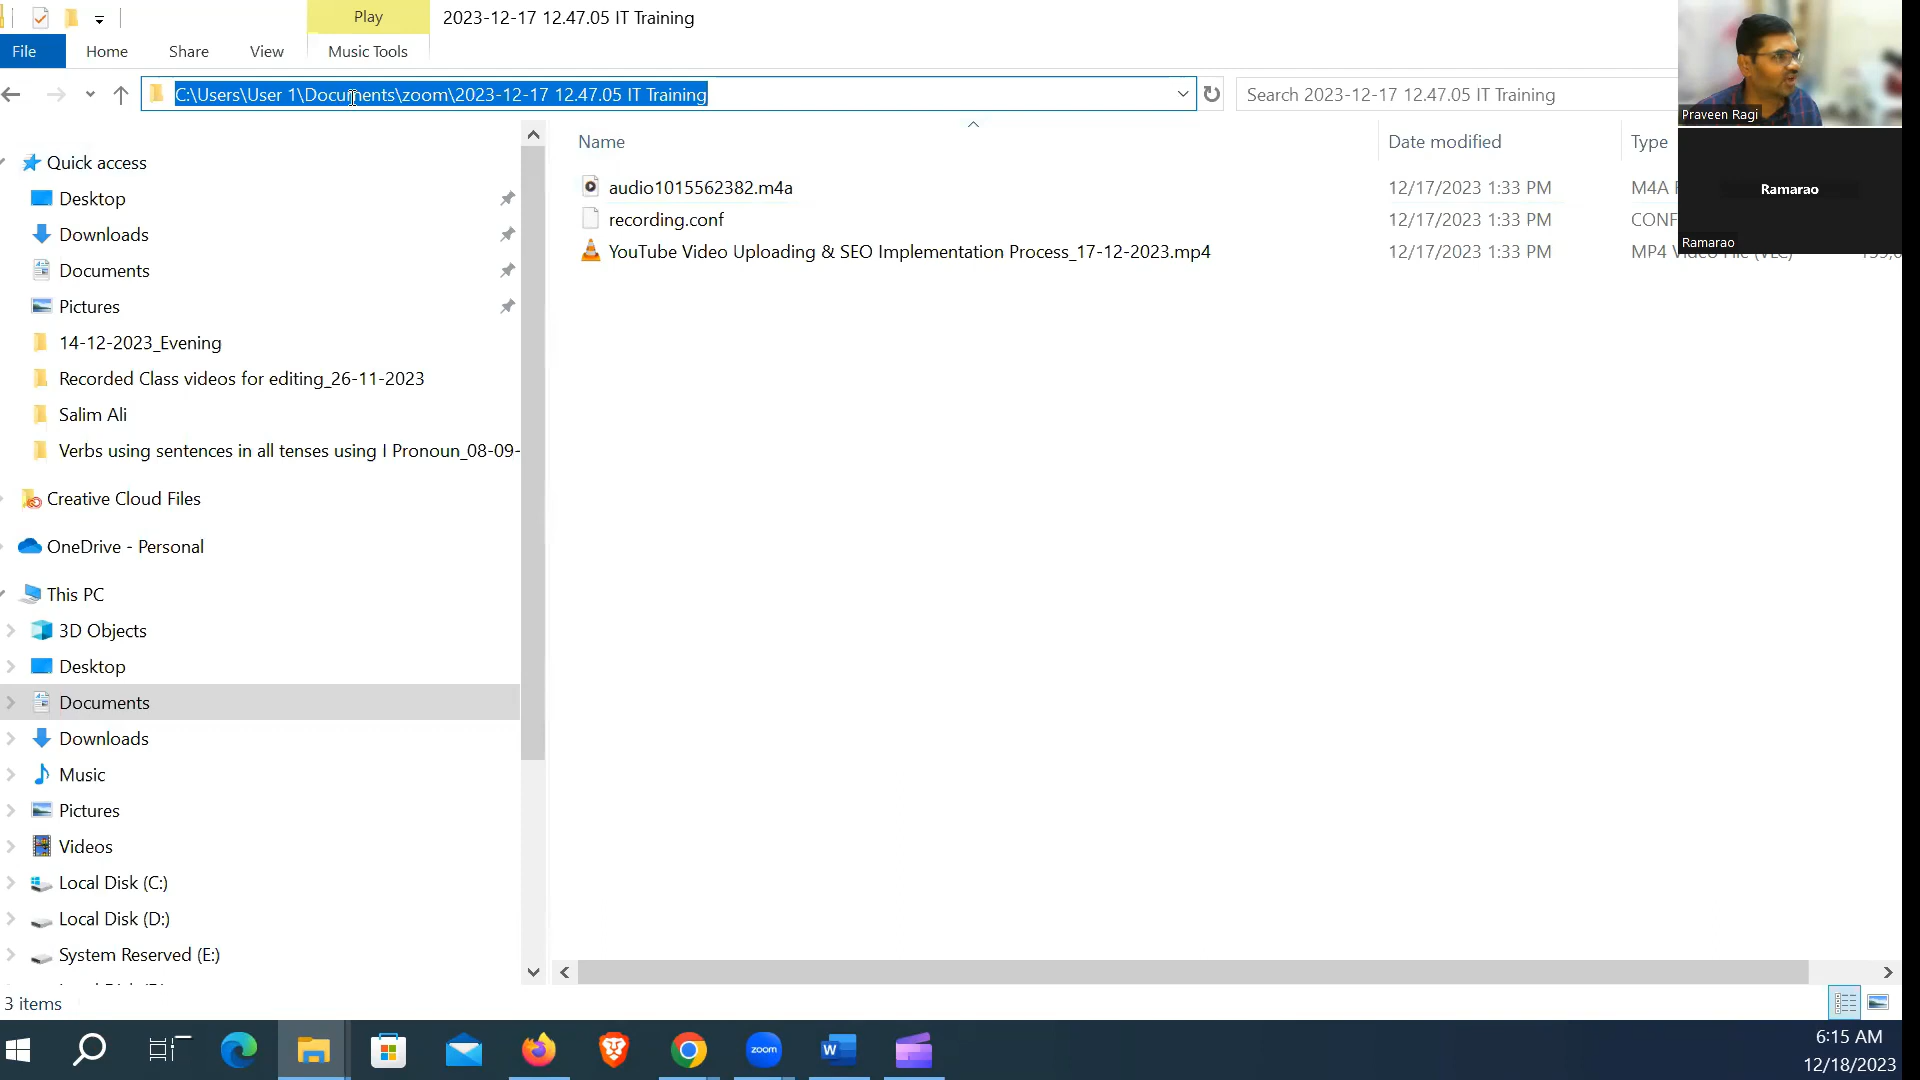 Play
2023-12-17 12.47.05 IT Training
File
Home
Share
View
Music Tools
C:\Users\User 1\Documents\zoom\2023-12-17 12.47.05 IT Training
Search 2023-12-17 12.47.05 IT Training
Praveen Ragi
Name
Date modified
Type
Quick access
Desktop
Downloads
Documents
Pictures
14-12-2023_Evening
Recorded Class videos for editing_26-11-2023
Salim Ali
Verbs using sentences in all tenses using I Pronoun_08-09-
Creative Cloud Files
OneDrive - Personal
This PC
3D Objects
Desktop
Documents
Downloads
Music
Pictures
Videos
Local Disk (C:)
Local Disk (D:)
System Reserved (E:)
audio1015562382.m4a
12/17/2023 1:33 PM
M4A
recording.conf
12/17/2023 1:33 PM
CONF
YouTube Video Uploading & SEO Implementation Process_17-12-2023.mp4
12/17/2023 1:33 PM
MP4 Video File (VLC)
Ramarao
Ramarao
3 items
zoom
W
6:15 AM
12/18/2023